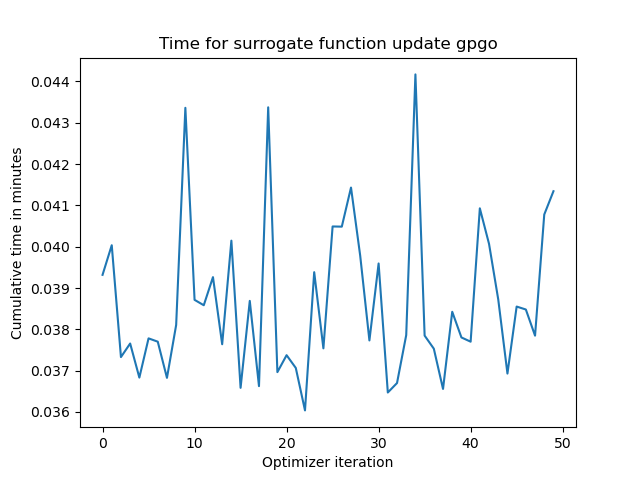 Time for surrogate function update gpgo
Cumulative time in minutes
0.044
0.043
0.042
0.041
0.040
0.039
0.038
0.037
0.036
0 10 20 30 40 50
Optimizer iteration